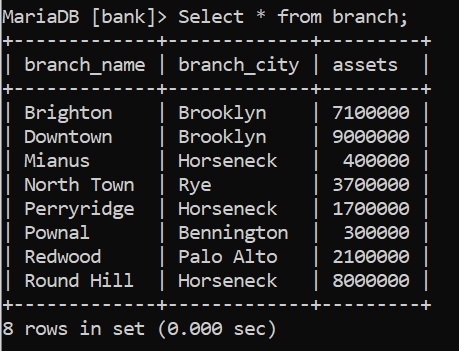 MariaDB [bank]> Select * from branch;
+-------------+-------------+---------+
| branch_name | branch_city | assets  |
+-------------+-------------+---------+
| Brighton    | Brooklyn    | 7100000 |
| Downtown    | Brooklyn    | 9000000 |
| Mianus      | Horseneck   |  400000 |
| North Town  | Rye         | 3700000 |
| Perryridge  | Horseneck   | 1700000 |
| Pownal      | Bennington  |  300000 |
| Redwood     | Palo Alto   | 2100000 |
| Round Hill  | Horseneck   | 8000000 |
+-------------+-------------+---------+
8 rows in set (0.000 sec)